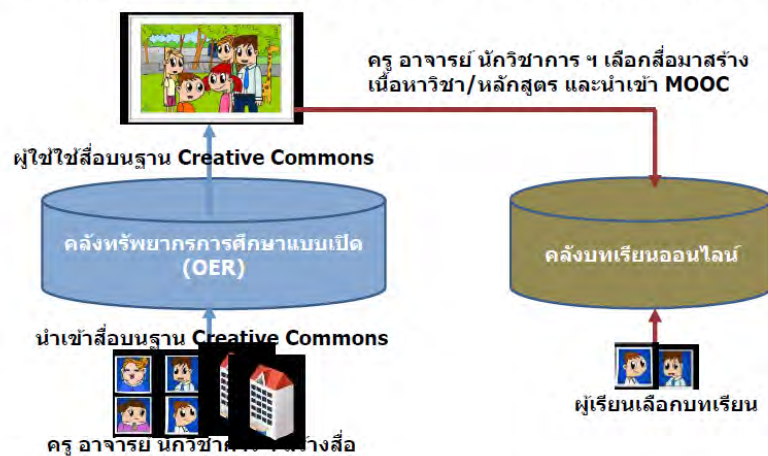 ครู อาจารย์ นักวิชาการ ฯ เลือกสื่อมาสร้าง
เนื้อหาวิชา/หลักสูตร และนำเข้า MOOC
ผู้ใช้ใช้สื่อบนฐาน Creative Commons
คลังทรัพยากรการศึกษาแบบเปิด
(OER)
คลังบทเรียนออนไลน์
นำเข้าสื่อบนฐาน Creative Commons
ผู้เรียนเลือกบทเรียน
ครู อาจารย์ สร้างสื่อ